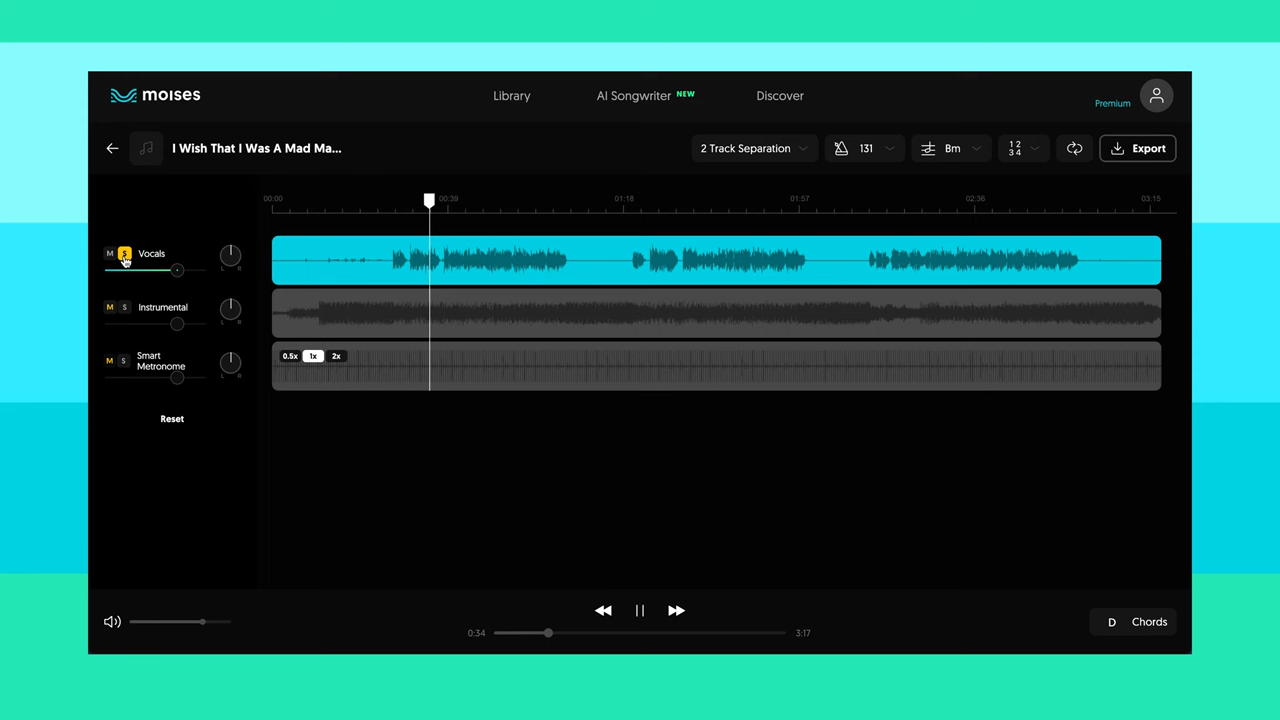 moises
Library
AI Songwriter NEW
Discover
Premium
I Wish That I Was A Mad Ma...
2 Track Separation
131
Bm
1 2
3 4
Export
00:00
00:39
01:18
01:57
02:36
03:15
M S Vocals
L R
M S Instrumental
L R
M S Smart
Metronome
L R
0.5x 1x 2x
Reset
0:34
3:17
D Chords